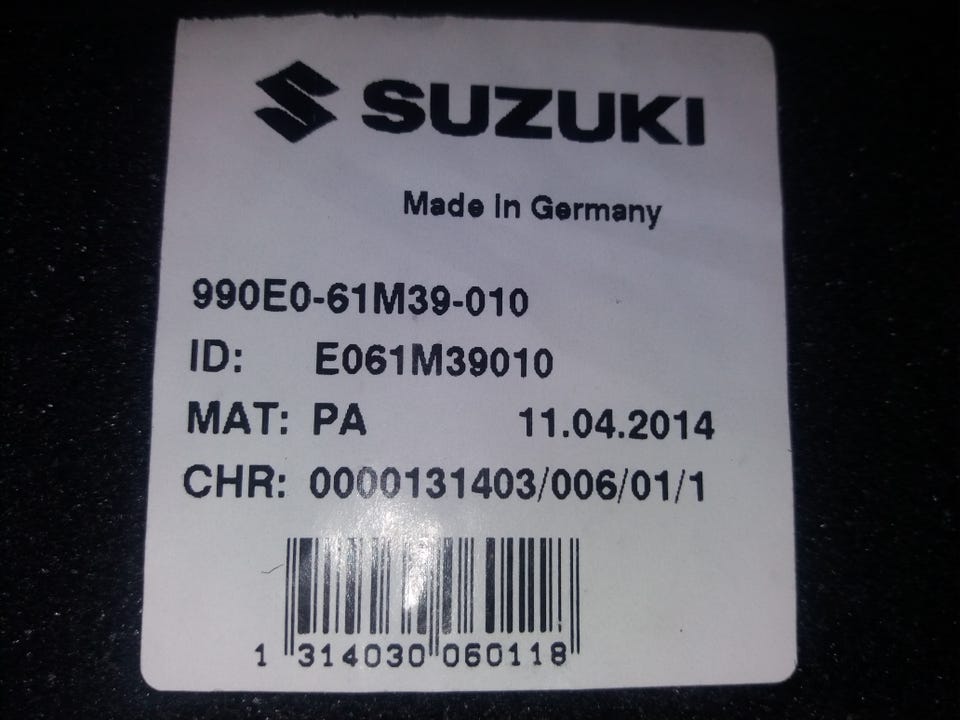 SUZUKI
Made in Germany
990E0-61M39-010
ID: E061M39010
MAT: PA 11.04.2014
CHR: 0000131403/006/01/1
1 314030 060118